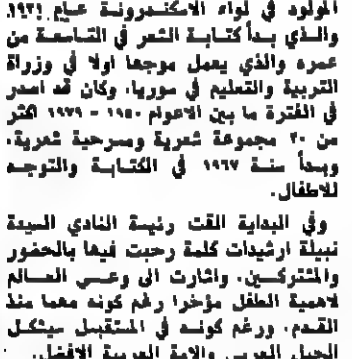 المولود في لواء الاسكندرونة عام ١٩٢١،
والذي بدأ كتابة الشعر في التاسعة من
عمره والذي يعمل موجها اولا في وزراة
التربية والتعليم في سوريا. وكان قد اصدر
في الفترة ما بين الاعوام ١٩٥٠ - ١٩٧٩ اكثر
من ٢٠ مجموعة شعرية ومسرحية شعرية.
وبدأ سنة ١٩٦٧ في الكتابة والتوجه
للاطفال.
وفي البداية القت رئيسة النادي السيدة
نبيلة ارشيدات كلمة رحبت فيها بالحضور
والمشتركين. واشارت الى وعي العالم
لاهمية الطفل مؤخرا رغم كونه مهما منذ
القدم. ورغم كونه في المستقبل سيشكل
الجيل العربي والامة العربية الافضل.